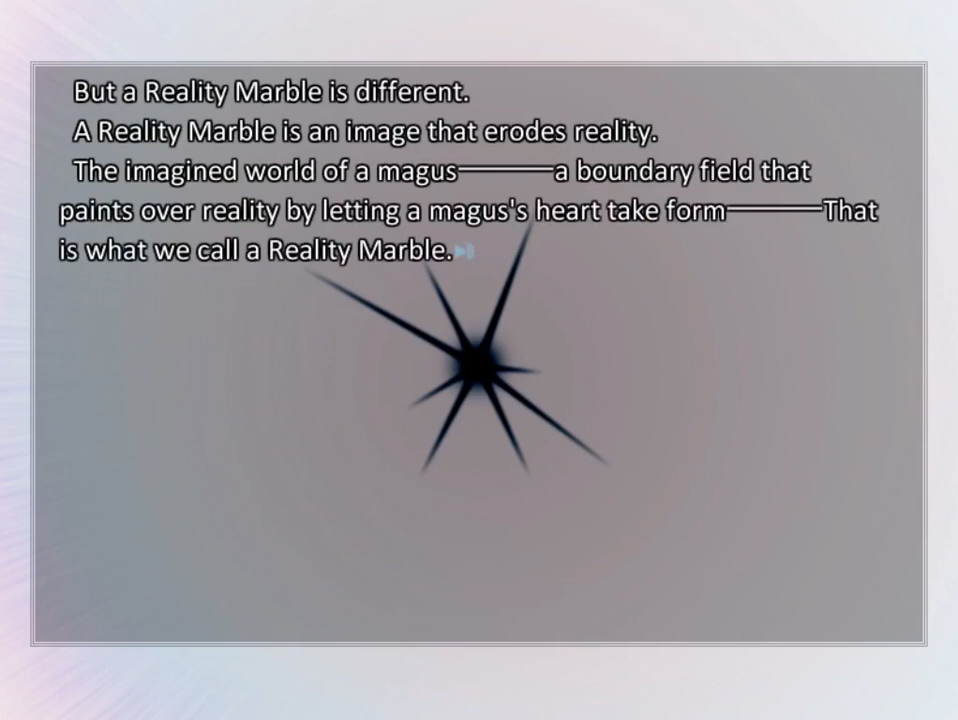 But a Reality Marble is different.
A Reality Marble is an image that erodes reality.
The imagined world of a magus―――a boundary field that
paints over reality by letting a magus's heart take form―――That
is what we call a Reality Marble.